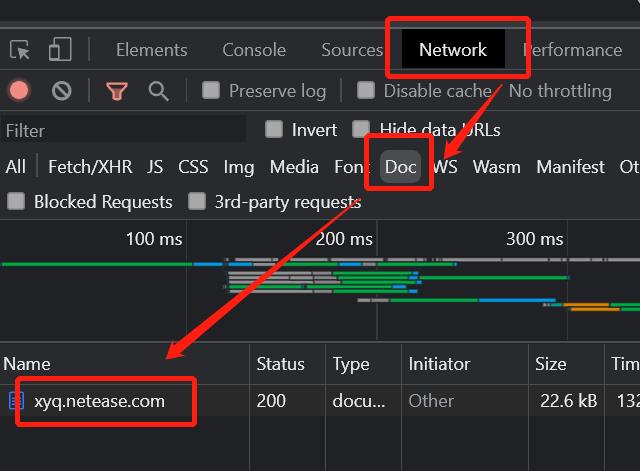 Elements Console Sources Network Performance
Preserve log Disable cache No throttling
Filter Invert Hide data URLs
All Fetch/XHR JS CSS Img Media Font Doc WS Wasm Manifest Ot
Blocked Requests 3rd-party requests
100 ms 200 ms 300 ms
Name Status Type Initiator Size Tim
xyq.netease.com 200 docu... Other 22.6 kB 132